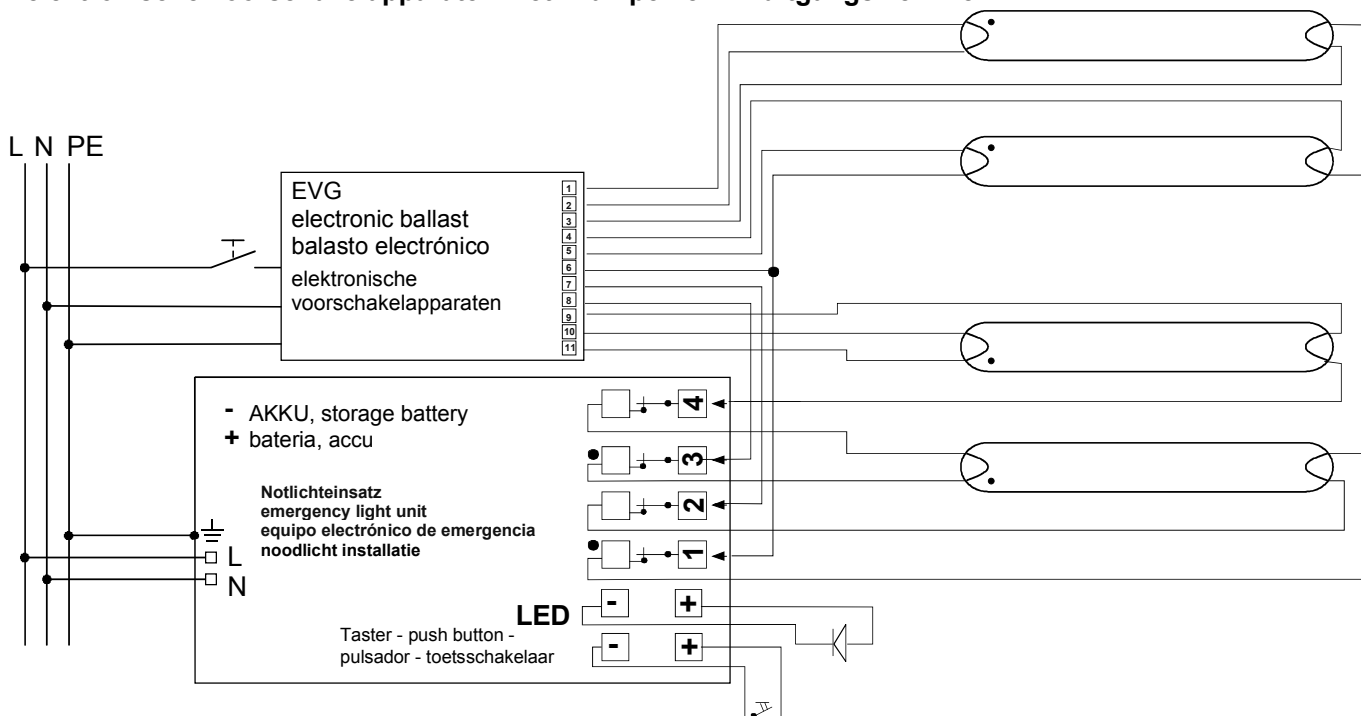 L N PE
EVG
electronic ballast
balasto electrónico
elektronische
voorschakelapparaten
1
2
3
4
5
6
7
8
9
10
11
- AKKU, storage battery
+ bateria, accu
Notlichteinsatz
emergency light unit
equipo electrónico de emergencia
noodlicht installatie
L
N
4
3
2
1
LED
- +
Taster - push button -
pulsador - toetsschakelaar
- +